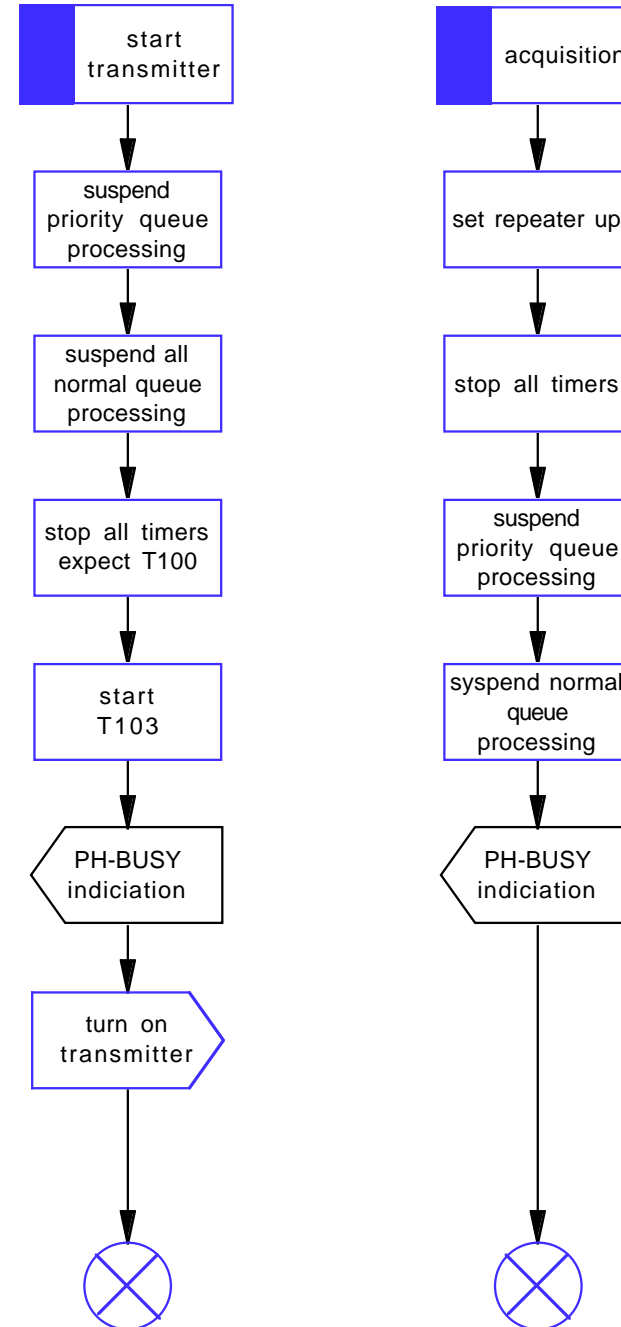 start
transmitter
suspend
priority queue
processing
suspend all
normal queue
processing
stop all timers
expect T100
start
T103
PH-BUSY
indiciation
turn on
transmitter
acquisition
set repeater up
stop all timers
suspend
priority queue
processing
syspend normal
queue
processing
PH-BUSY
indiciation